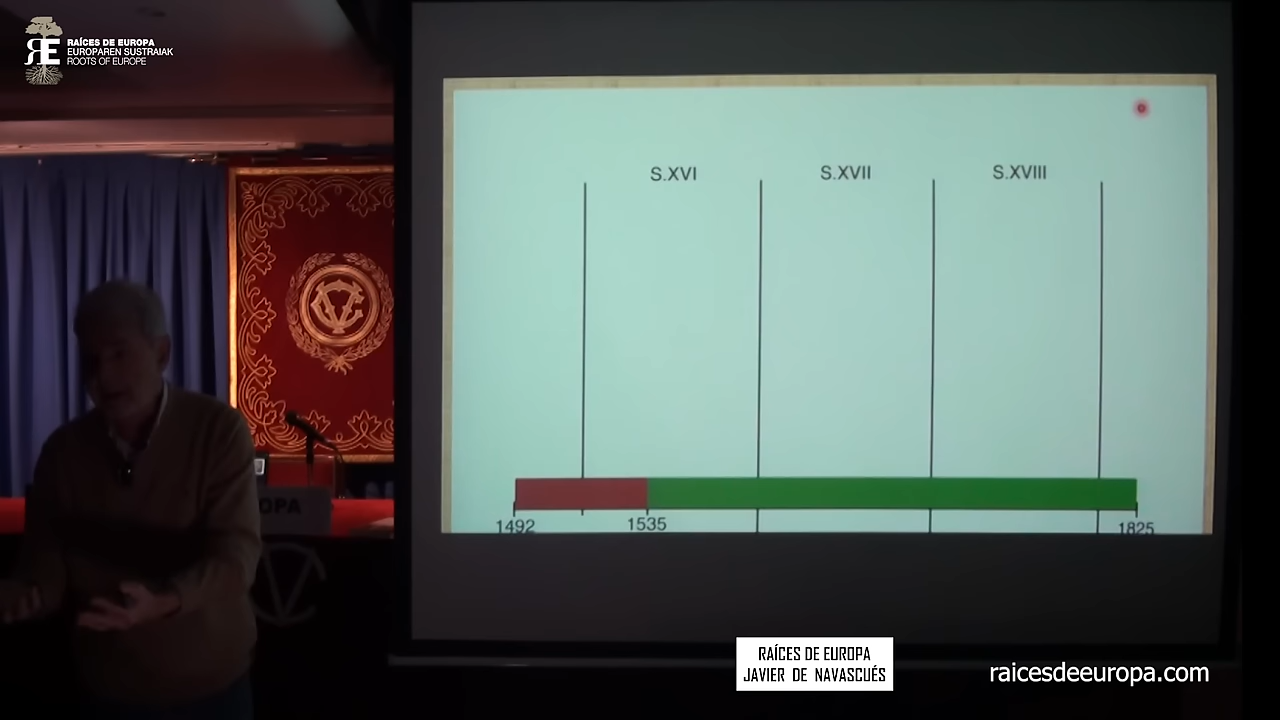 RAÍCES DE EUROPA
EUROPAREN SUSTRAIAK
ROOTS OF EUROPE
S.XVI
S.XVII
S.XVIII
1492
1535
1825
OPA
RAÍCES DE EUROPA
JAVIER DE NAVASCUÉS
raicesdeeuropa.com